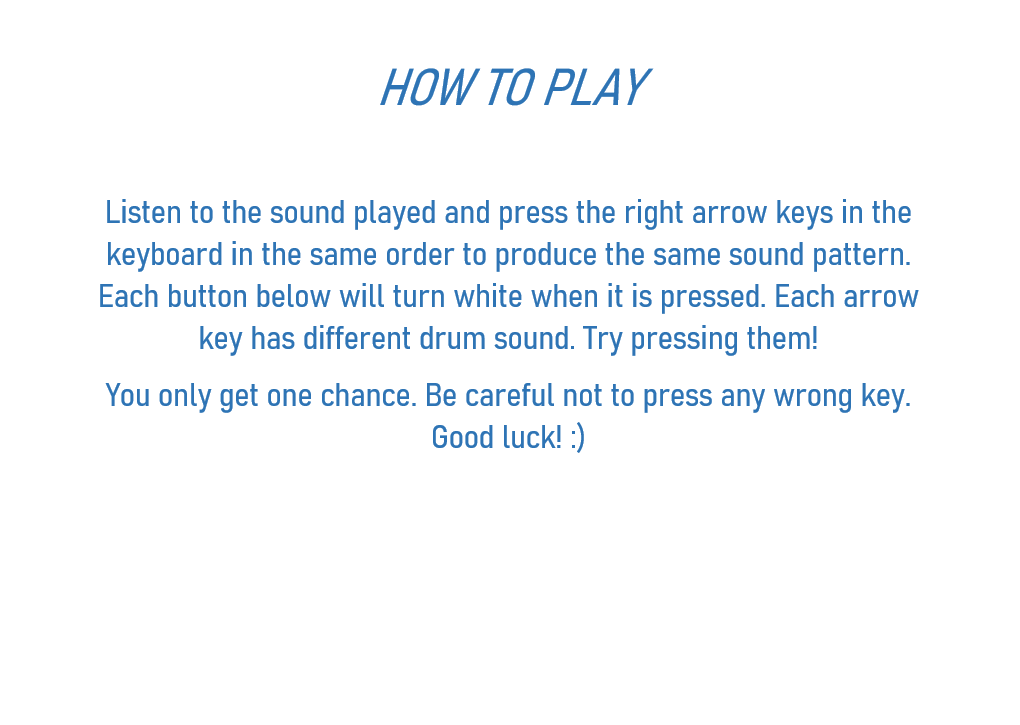 HOW TO PLAY
Listen to the sound played and press the right arrow keys in the
keyboard in the same order to produce the same sound pattern.
Each button below will turn white when it is pressed. Each arrow
key has different drum sound. Try pressing them!
You only get one chance. Be careful not to press any wrong key.
Good luck! :)